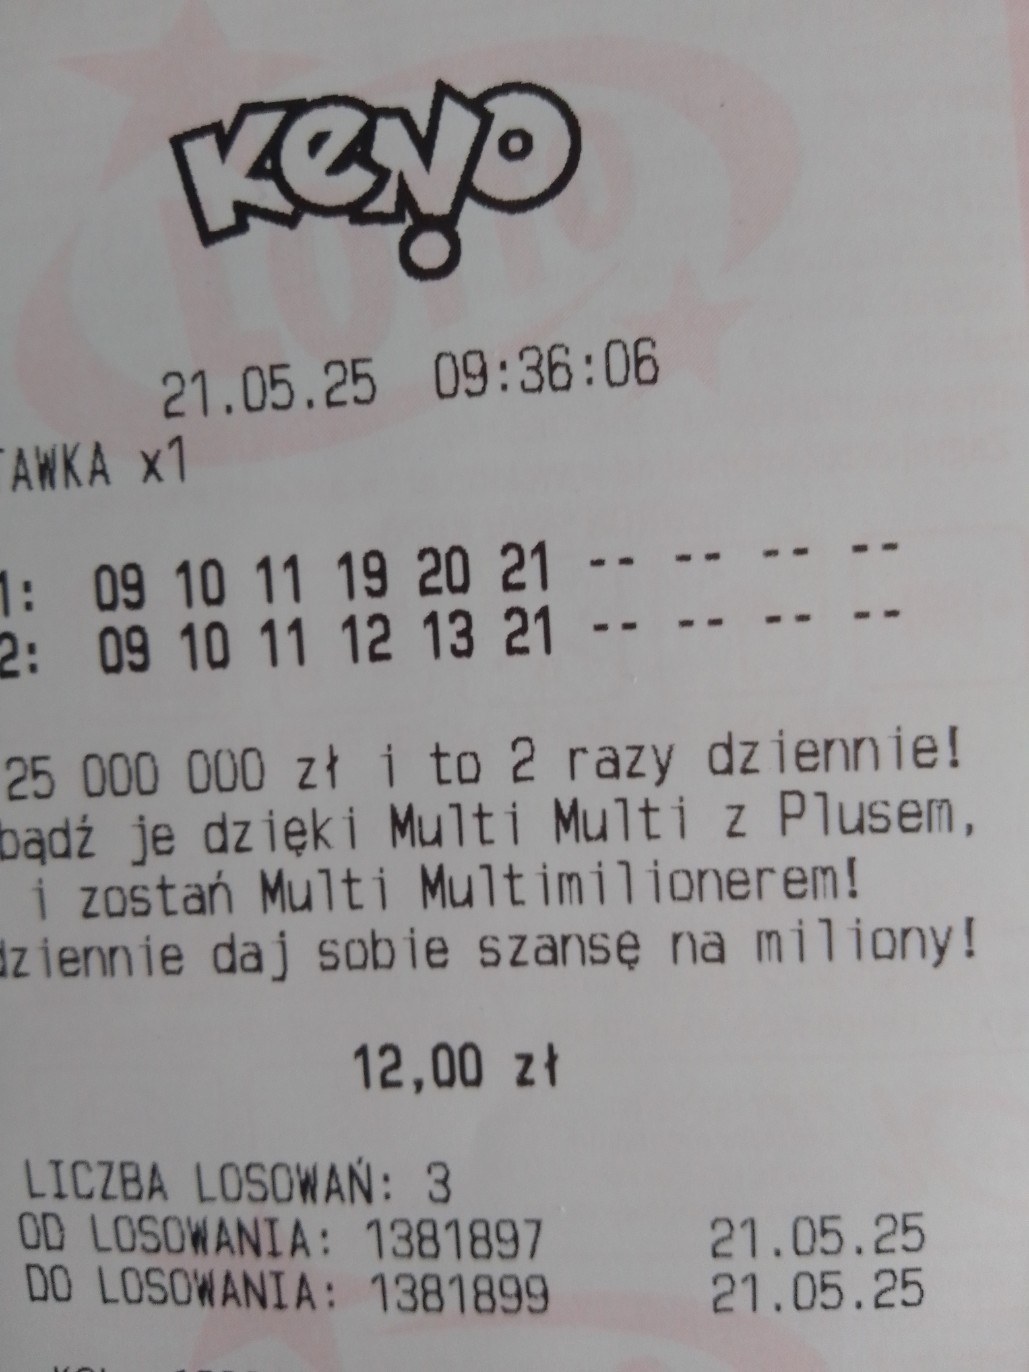 KENO
21.05.25 09:36:06
TAWKA x1
1: 09 10 11 19 20 21 -- -- -- --
2: 09 10 11 12 13 21 -- -- -- --
25 000 000 zł i to 2 razy dziennie!
bądź je dzięki Multi Multi z Plusem,
i zostań Multi Multimilionerem!
dziennie daj sobie szansę na miliony!
12,00 zł
LICZBA LOSOWAŃ: 3
OD LOSOWANIA: 1381897 21.05.25
DO LOSOWANIA: 1381899 21.05.25